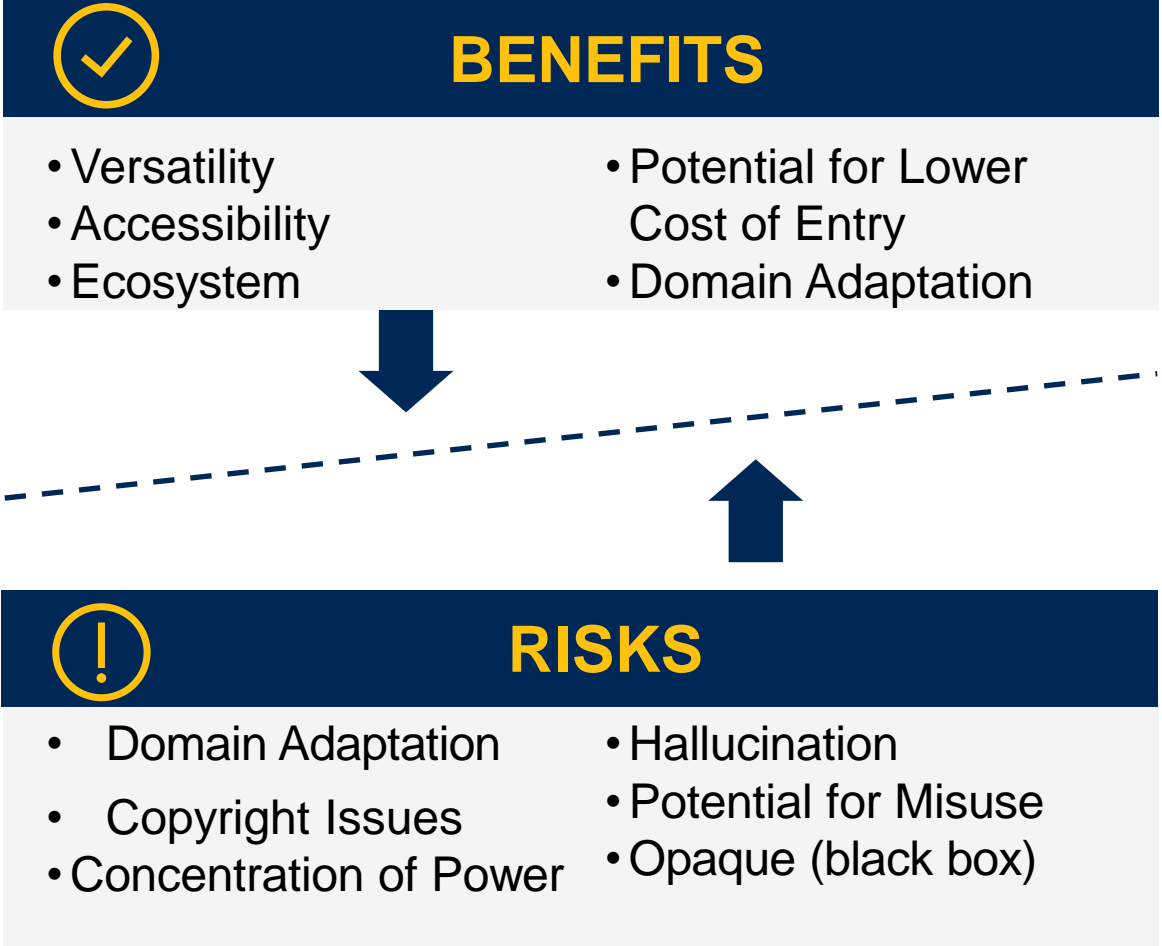 BENEFITS
• Versatility
• Accessibility
• Ecosystem
• Potential for Lower
Cost of Entry
• Domain Adaptation
RISKS
• Domain Adaptation
• Copyright Issues
• Concentration of Power
• Hallucination
• Potential for Misuse
• Opaque (black box)